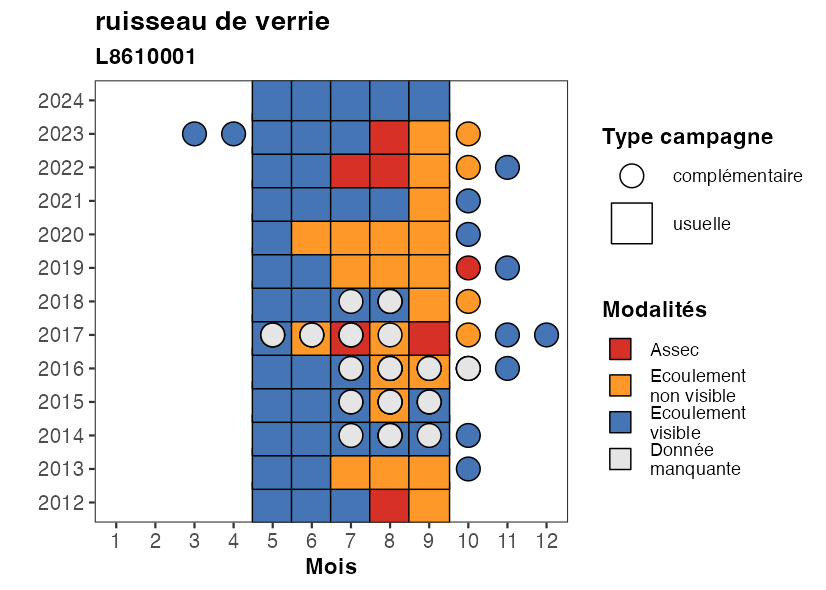 ruisseau de verrie
L8610001
2024
2023
2022
2021
2020
2019
2018
2017
2016
2015
2014
2013
2012
1 2 3 4 5 6 7 8 9 10 11 12
Mois
Type campagne
complémentaire
usuelle
Modalités
Assec
Ecoulement
non visible
Ecoulement
visible
Donnée
manquante